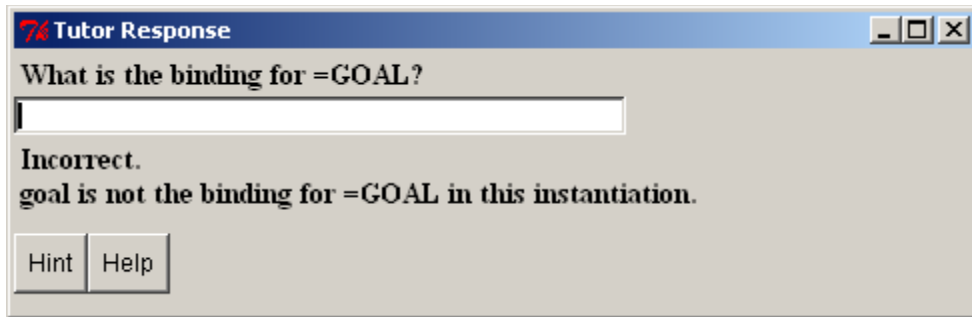 Tutor Response
What is the binding for =GOAL?
Incorrect.
goal is not the binding for =GOAL in this instantiation.
Hint Help